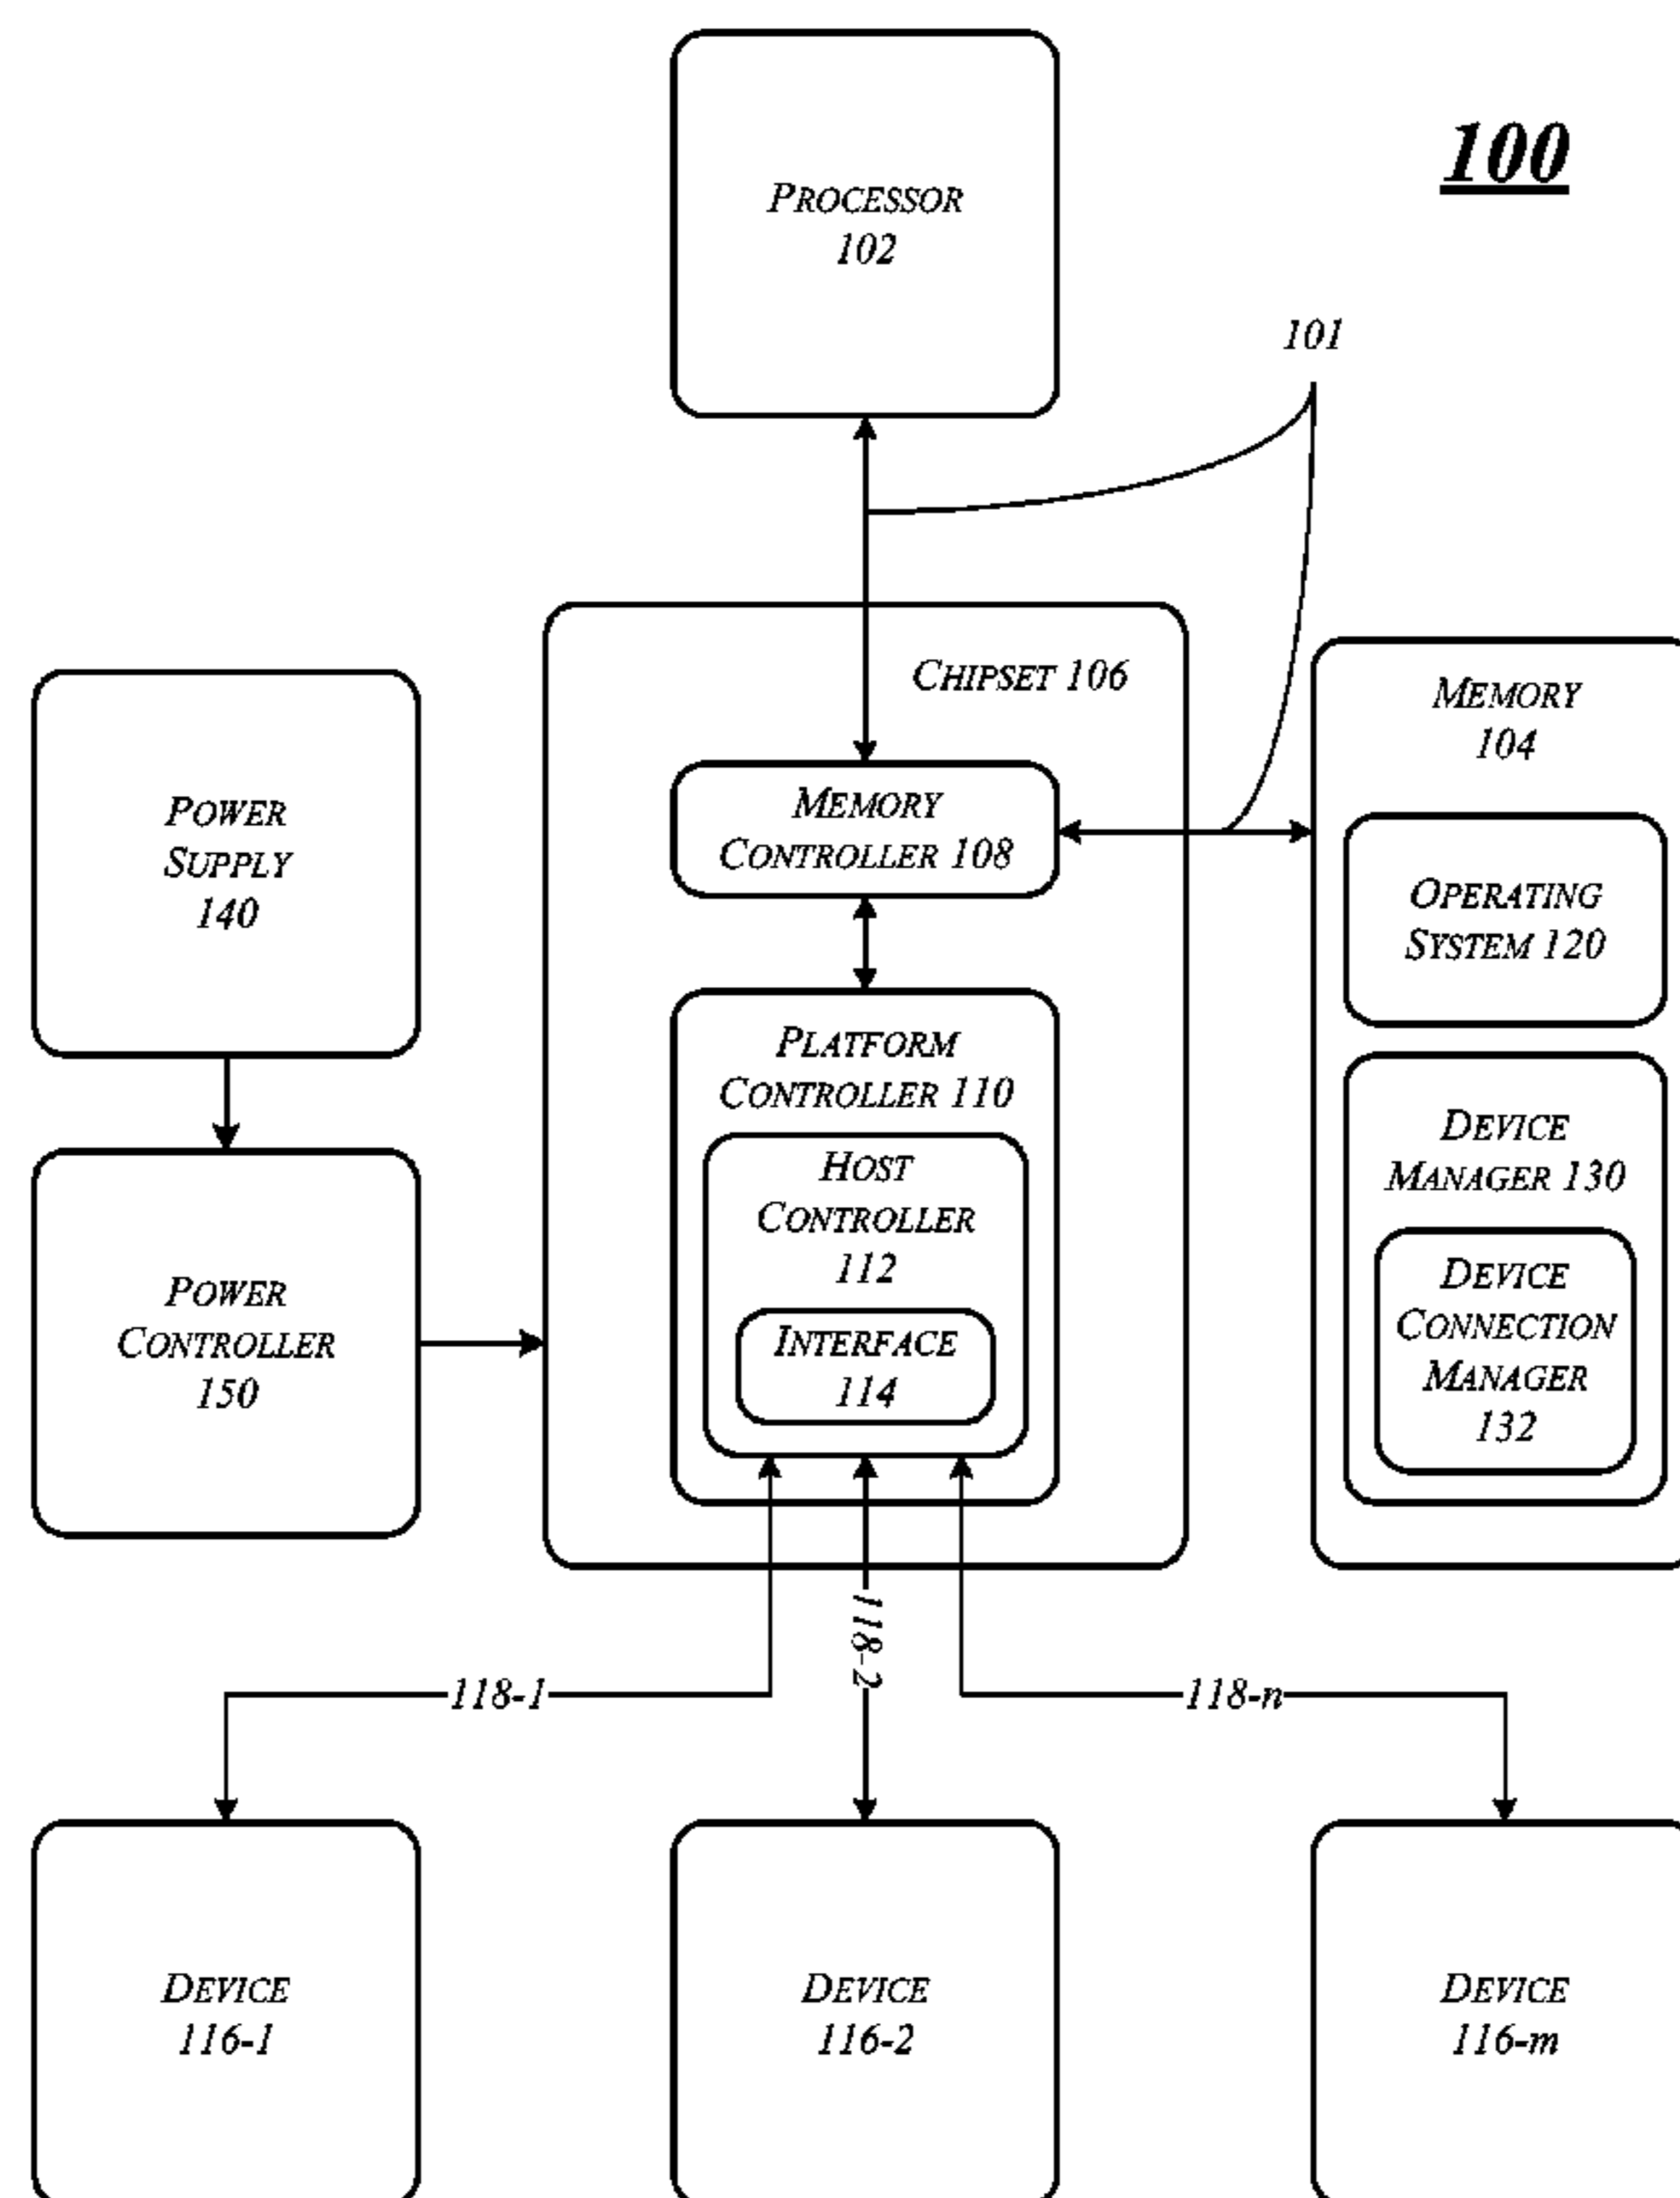 100
PROCESSOR
102
101
CHIPSET 106
MEMORY
104
POWER
SUPPLY
140
MEMORY
CONTROLLER 108
OPERATING
SYSTEM 120
PLATFORM
CONTROLLER 110
HOST
CONTROLLER
112
INTERFACE
114
DEVICE
MANAGER 130
DEVICE
CONNECTION
MANAGER
132
POWER
CONTROLLER
150
118-1
118-2
118-n
DEVICE
116-1
DEVICE
116-2
DEVICE
116-m